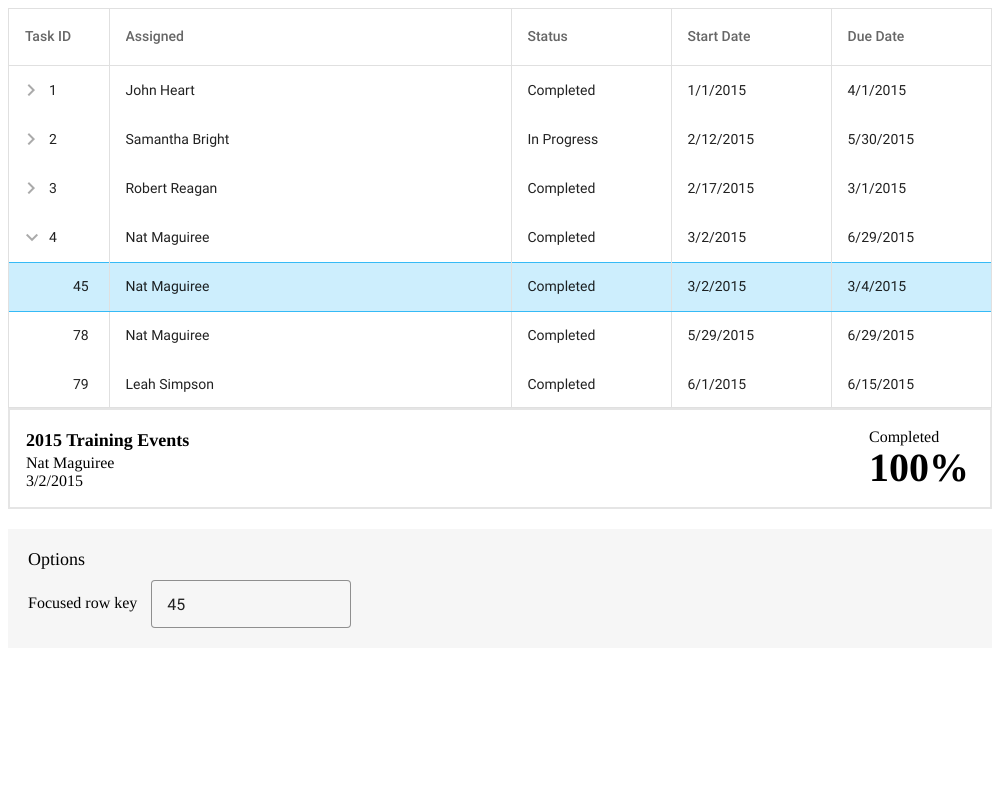 Task ID Assigned Status Start Date Due Date
1 John Heart Completed 1/1/2015 4/1/2015
2 Samantha Bright In Progress 2/12/2015 5/30/2015
3 Robert Reagan Completed 2/17/2015 3/1/2015
4 Nat Maguiree Completed 3/2/2015 6/29/2015
45 Nat Maguiree Completed 3/2/2015 3/4/2015
78 Nat Maguiree Completed 5/29/2015 6/29/2015
79 Leah Simpson Completed 6/1/2015 6/15/2015
2015 Training Events
Nat Maguiree
3/2/2015
Completed
100%
Options
Focused row key 45